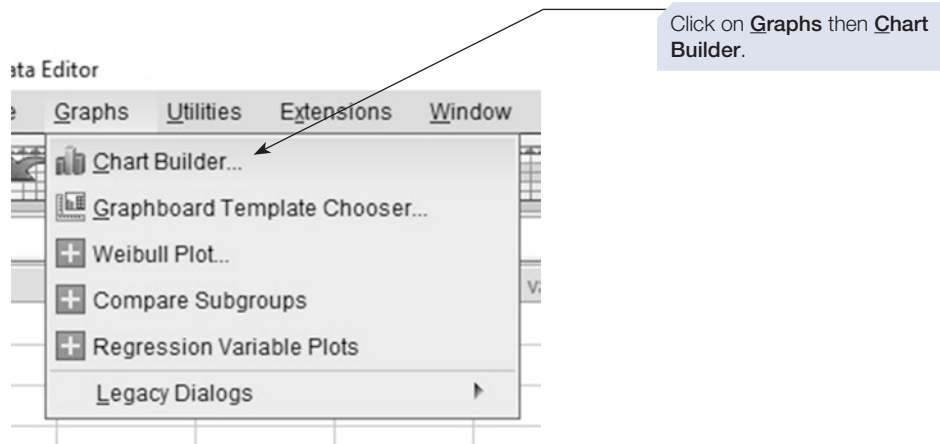 Click on Graphs then Chart
Builder.
ata Editor
e Graphs Utilities Extensions Window
Chart Builder...
Graphboard Template Chooser...
Weibull Plot...
Compare Subgroups
Regression Variable Plots
Legacy Dialogs